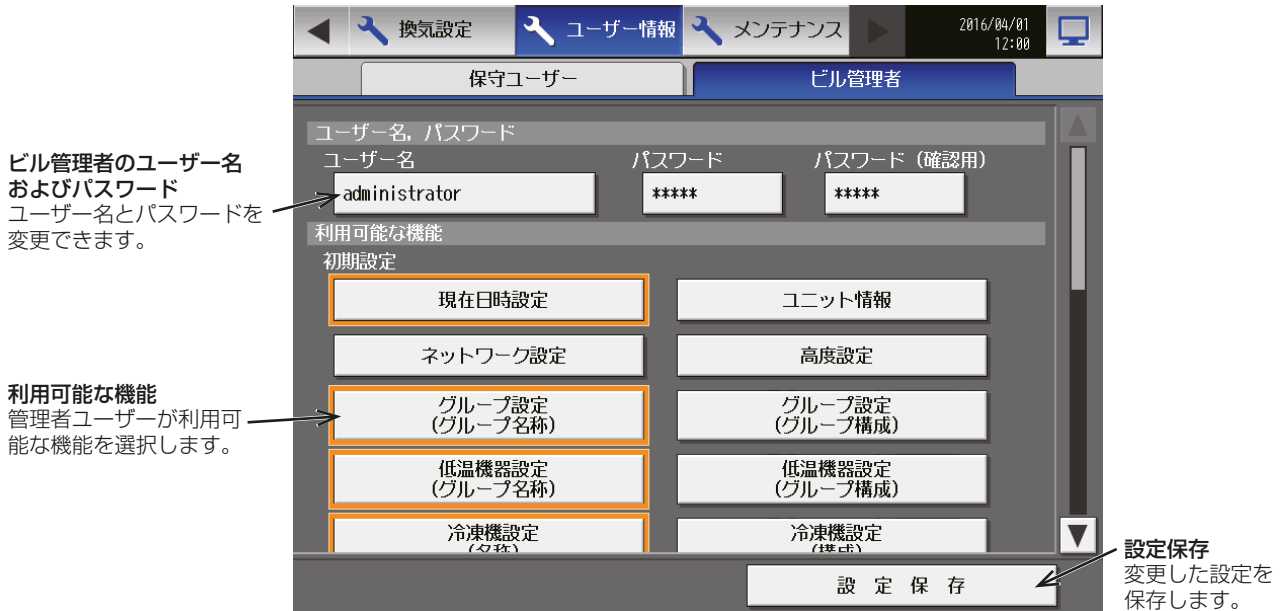 換気設定 ユーザー情報 メンテナンス 2016/04/01
12:00
保守ユーザー ビル管理者
ユーザー名, パスワード
ユーザー名 パスワード パスワード（確認用）
administrator ***** *****
利用可能な機能
初期設定
現在日時設定 ユニット情報
ネットワーク設定 高度設定
グループ設定 グループ設定
(グループ名称) (グループ構成)
低温機器設定 低温機器設定
(グループ名称) (グループ構成)
冷凍機設定 冷凍機設定
(名称) (構成)
設 定 保 存
ビル管理者のユーザー名
およびパスワード
ユーザー名とパスワードを
変更できます。
利用可能な機能
管理者ユーザーが利用可
能な機能を選択します。
設定保存
変更した設定を
保存します。